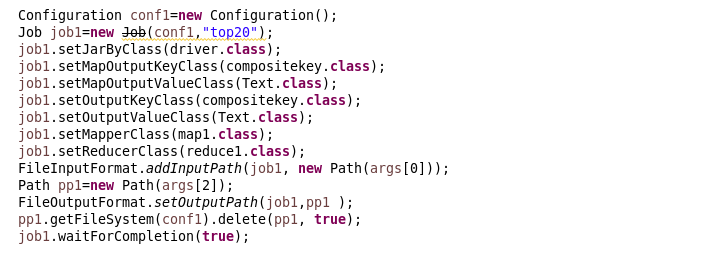 Configuration conf1=new Configuration();
Job job1=new Job(conf1,"top20");
job1.setJarByClass(driver.class);
job1.setMapOutputKeyClass(compositekey.class);
job1.setMapOutputValueClass(Text.class);
job1.setOutputKeyClass(compositekey.class);
job1.setOutputValueClass(Text.class);
job1.setMapperClass(map1.class);
job1.setReducerClass(reduce1.class);
FileInputFormat.addInputPath(job1, new Path(args[0]));
Path pp1=new Path(args[2]);
FileOutputFormat.setOutputPath(job1,pp1 );
pp1.getFileSystem(conf1).delete(pp1, true);
job1.waitForCompletion(true);